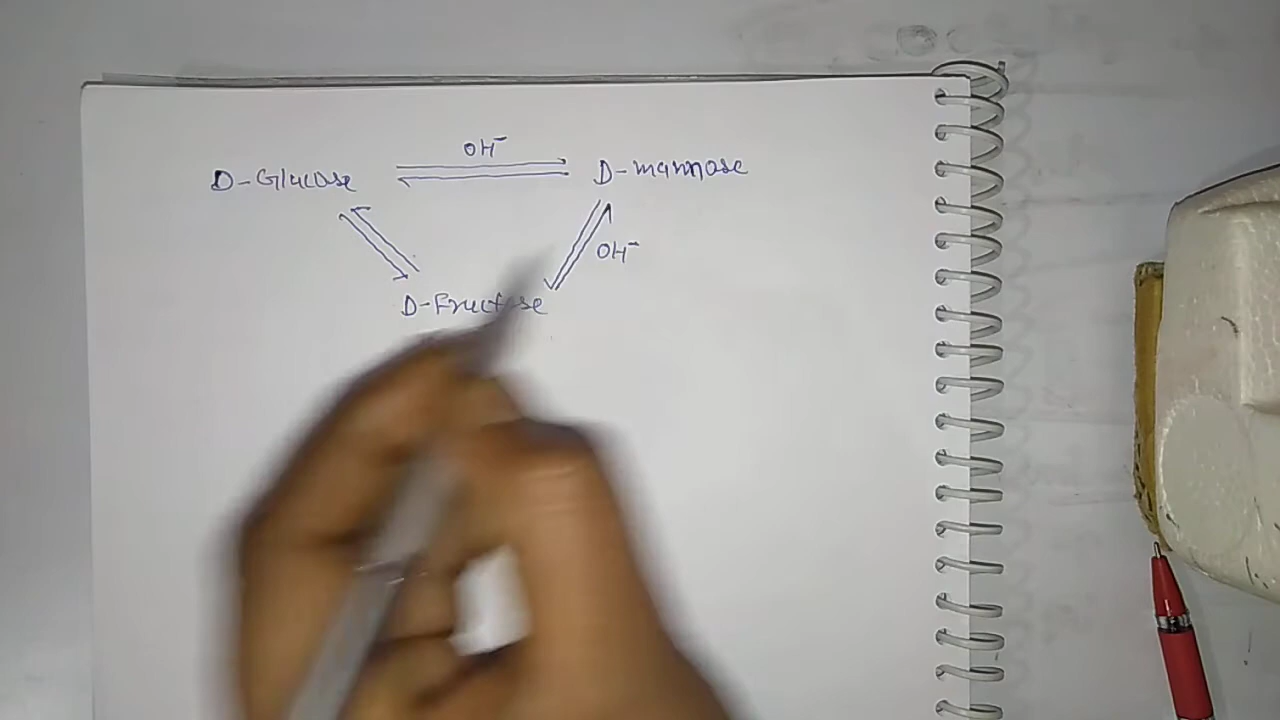 OH⁻
D-Glucose ⇌ D-mannose
OH⁻
D-Fructose